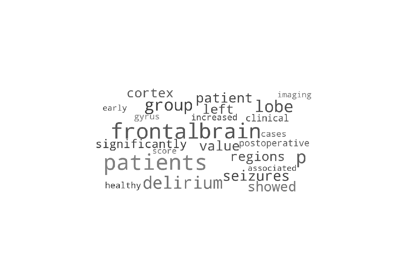 cortex imaging
early group patient left lobe
gyrus increased clinical
frontal brain cases
significantly value postoperative
score regions p
patients associated
seizures
healthy delirium showed